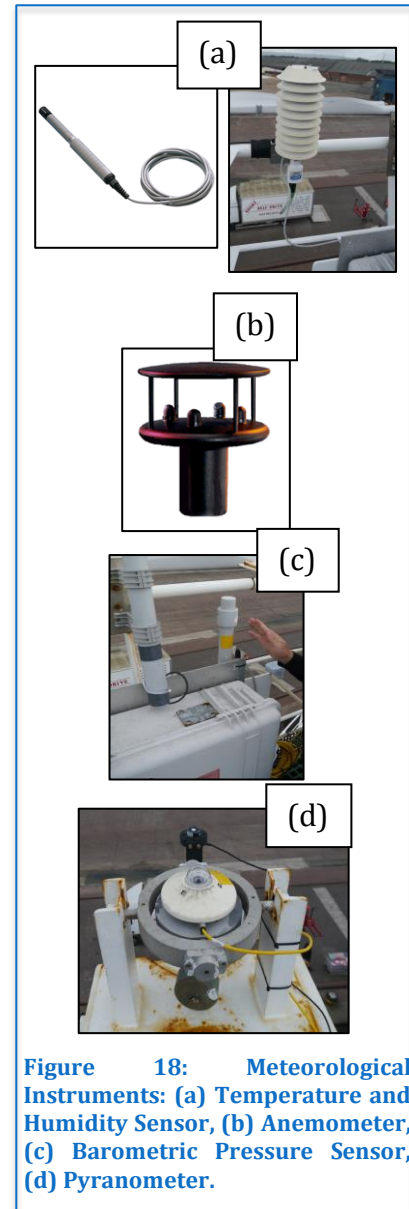 (a)
(b)
(c)
(d)
Figure 18: Meteorological
Instruments: (a) Temperature and
Humidity Sensor, (b) Anemometer,
(c) Barometric Pressure Sensor,
(d) Pyranometer.